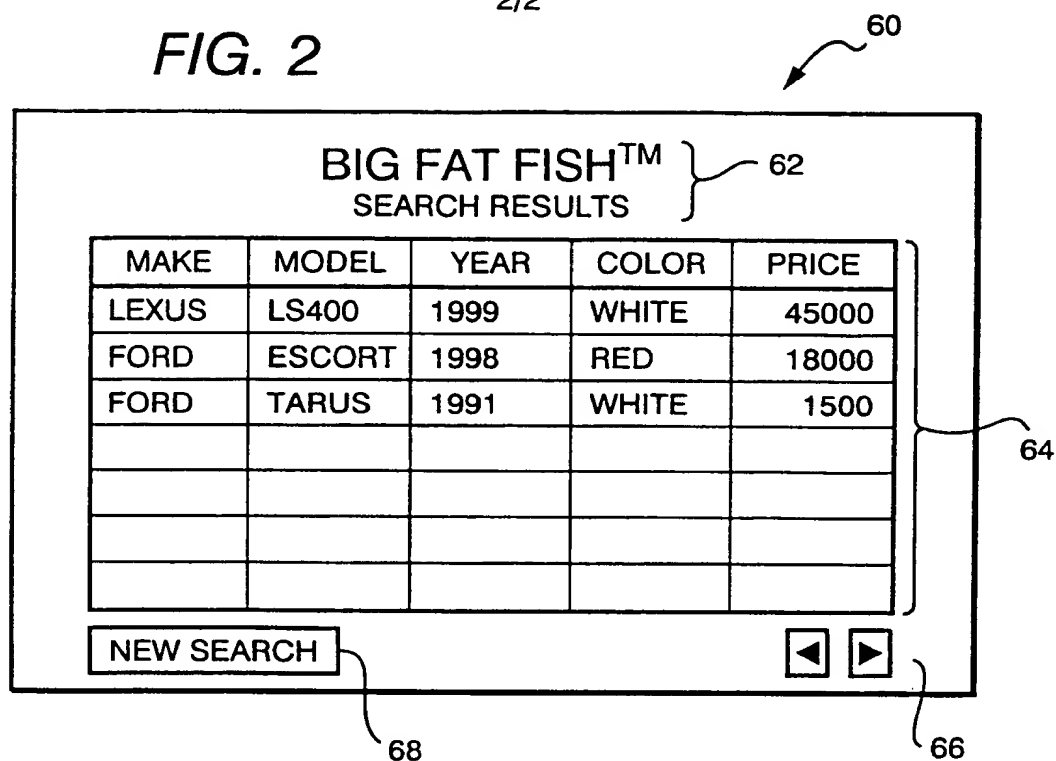 2/2
FIG. 2
60
BIG FAT FISH™
62
SEARCH RESULTS
MAKE MODEL YEAR COLOR PRICE
LEXUS LS400 1999 WHITE 45000
FORD ESCORT 1998 RED 18000
FORD TARUS 1991 WHITE 1500
64
NEW SEARCH
68
66